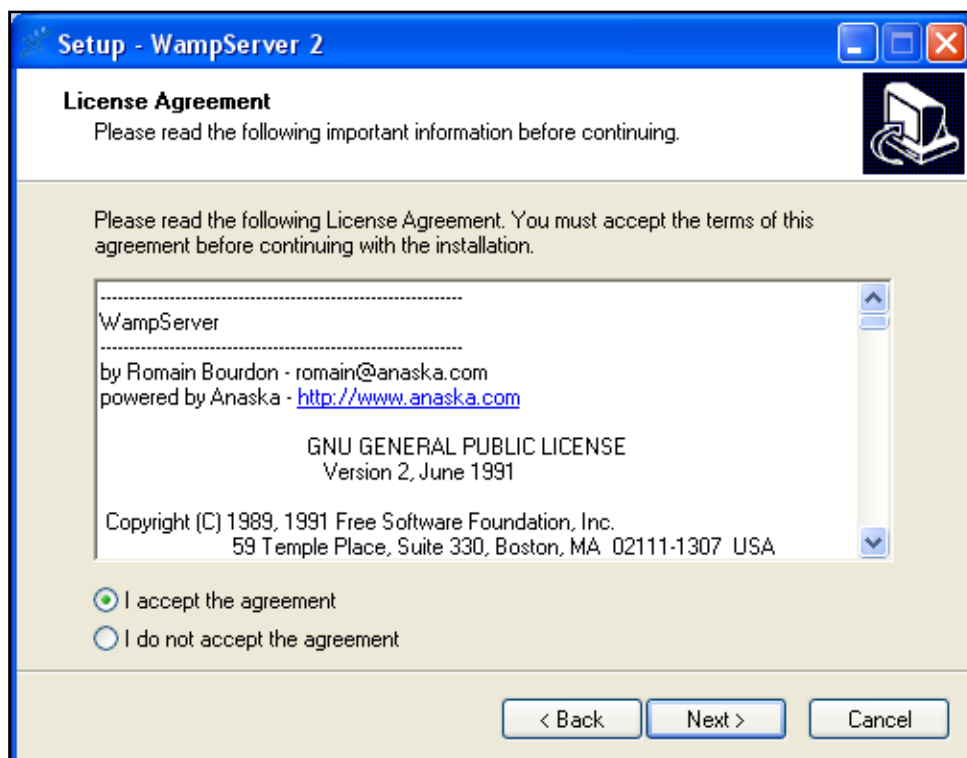 Setup - WampServer 2
License Agreement
Please read the following important information before continuing.
Please read the following License Agreement. You must accept the terms of this
agreement before continuing with the installation.
----------------------------------------------------------------
WampServer
----------------------------------------------------------------
by Romain Bourdon - romain@anaska.com
powered by Anaska - http://www.anaska.com
GNU GENERAL PUBLIC LICENSE
Version 2, June 1991
Copyright (C) 1989, 1991 Free Software Foundation, Inc.
59 Temple Place, Suite 330, Boston, MA  02111-1307  USA
I accept the agreement
I do not accept the agreement
< Back Next > Cancel